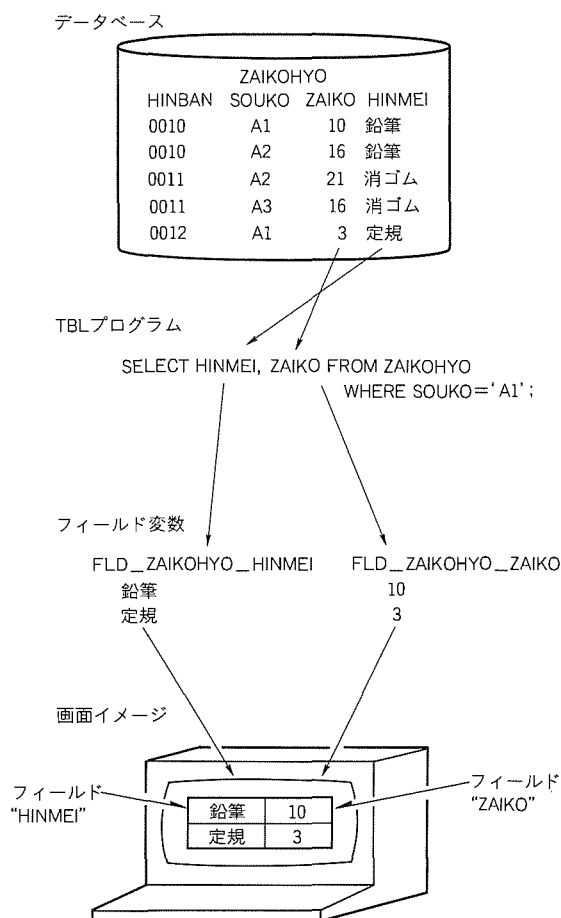 データベース
ZAIKOHYO
HINBAN SOUKO ZAIKO HINMEI
0010 A1 10 鉛筆
0010 A2 16 鉛筆
0011 A2 21 消ゴム
0011 A3 16 消ゴム
0012 A1 3 定規
TBLプログラム
SELECT HINMEI, ZAIKO FROM ZAIKOHYO
WHERE SOUKO='A1';
フィールド変数
FLD_ZAIKOHYO_HINMEI FLD_ZAIKOHYO_ZAIKO
鉛筆 10
定規 3
画面イメージ
フィールド
"HINMEI"
鉛筆 10
定規 3
フィールド
"ZAIKO"